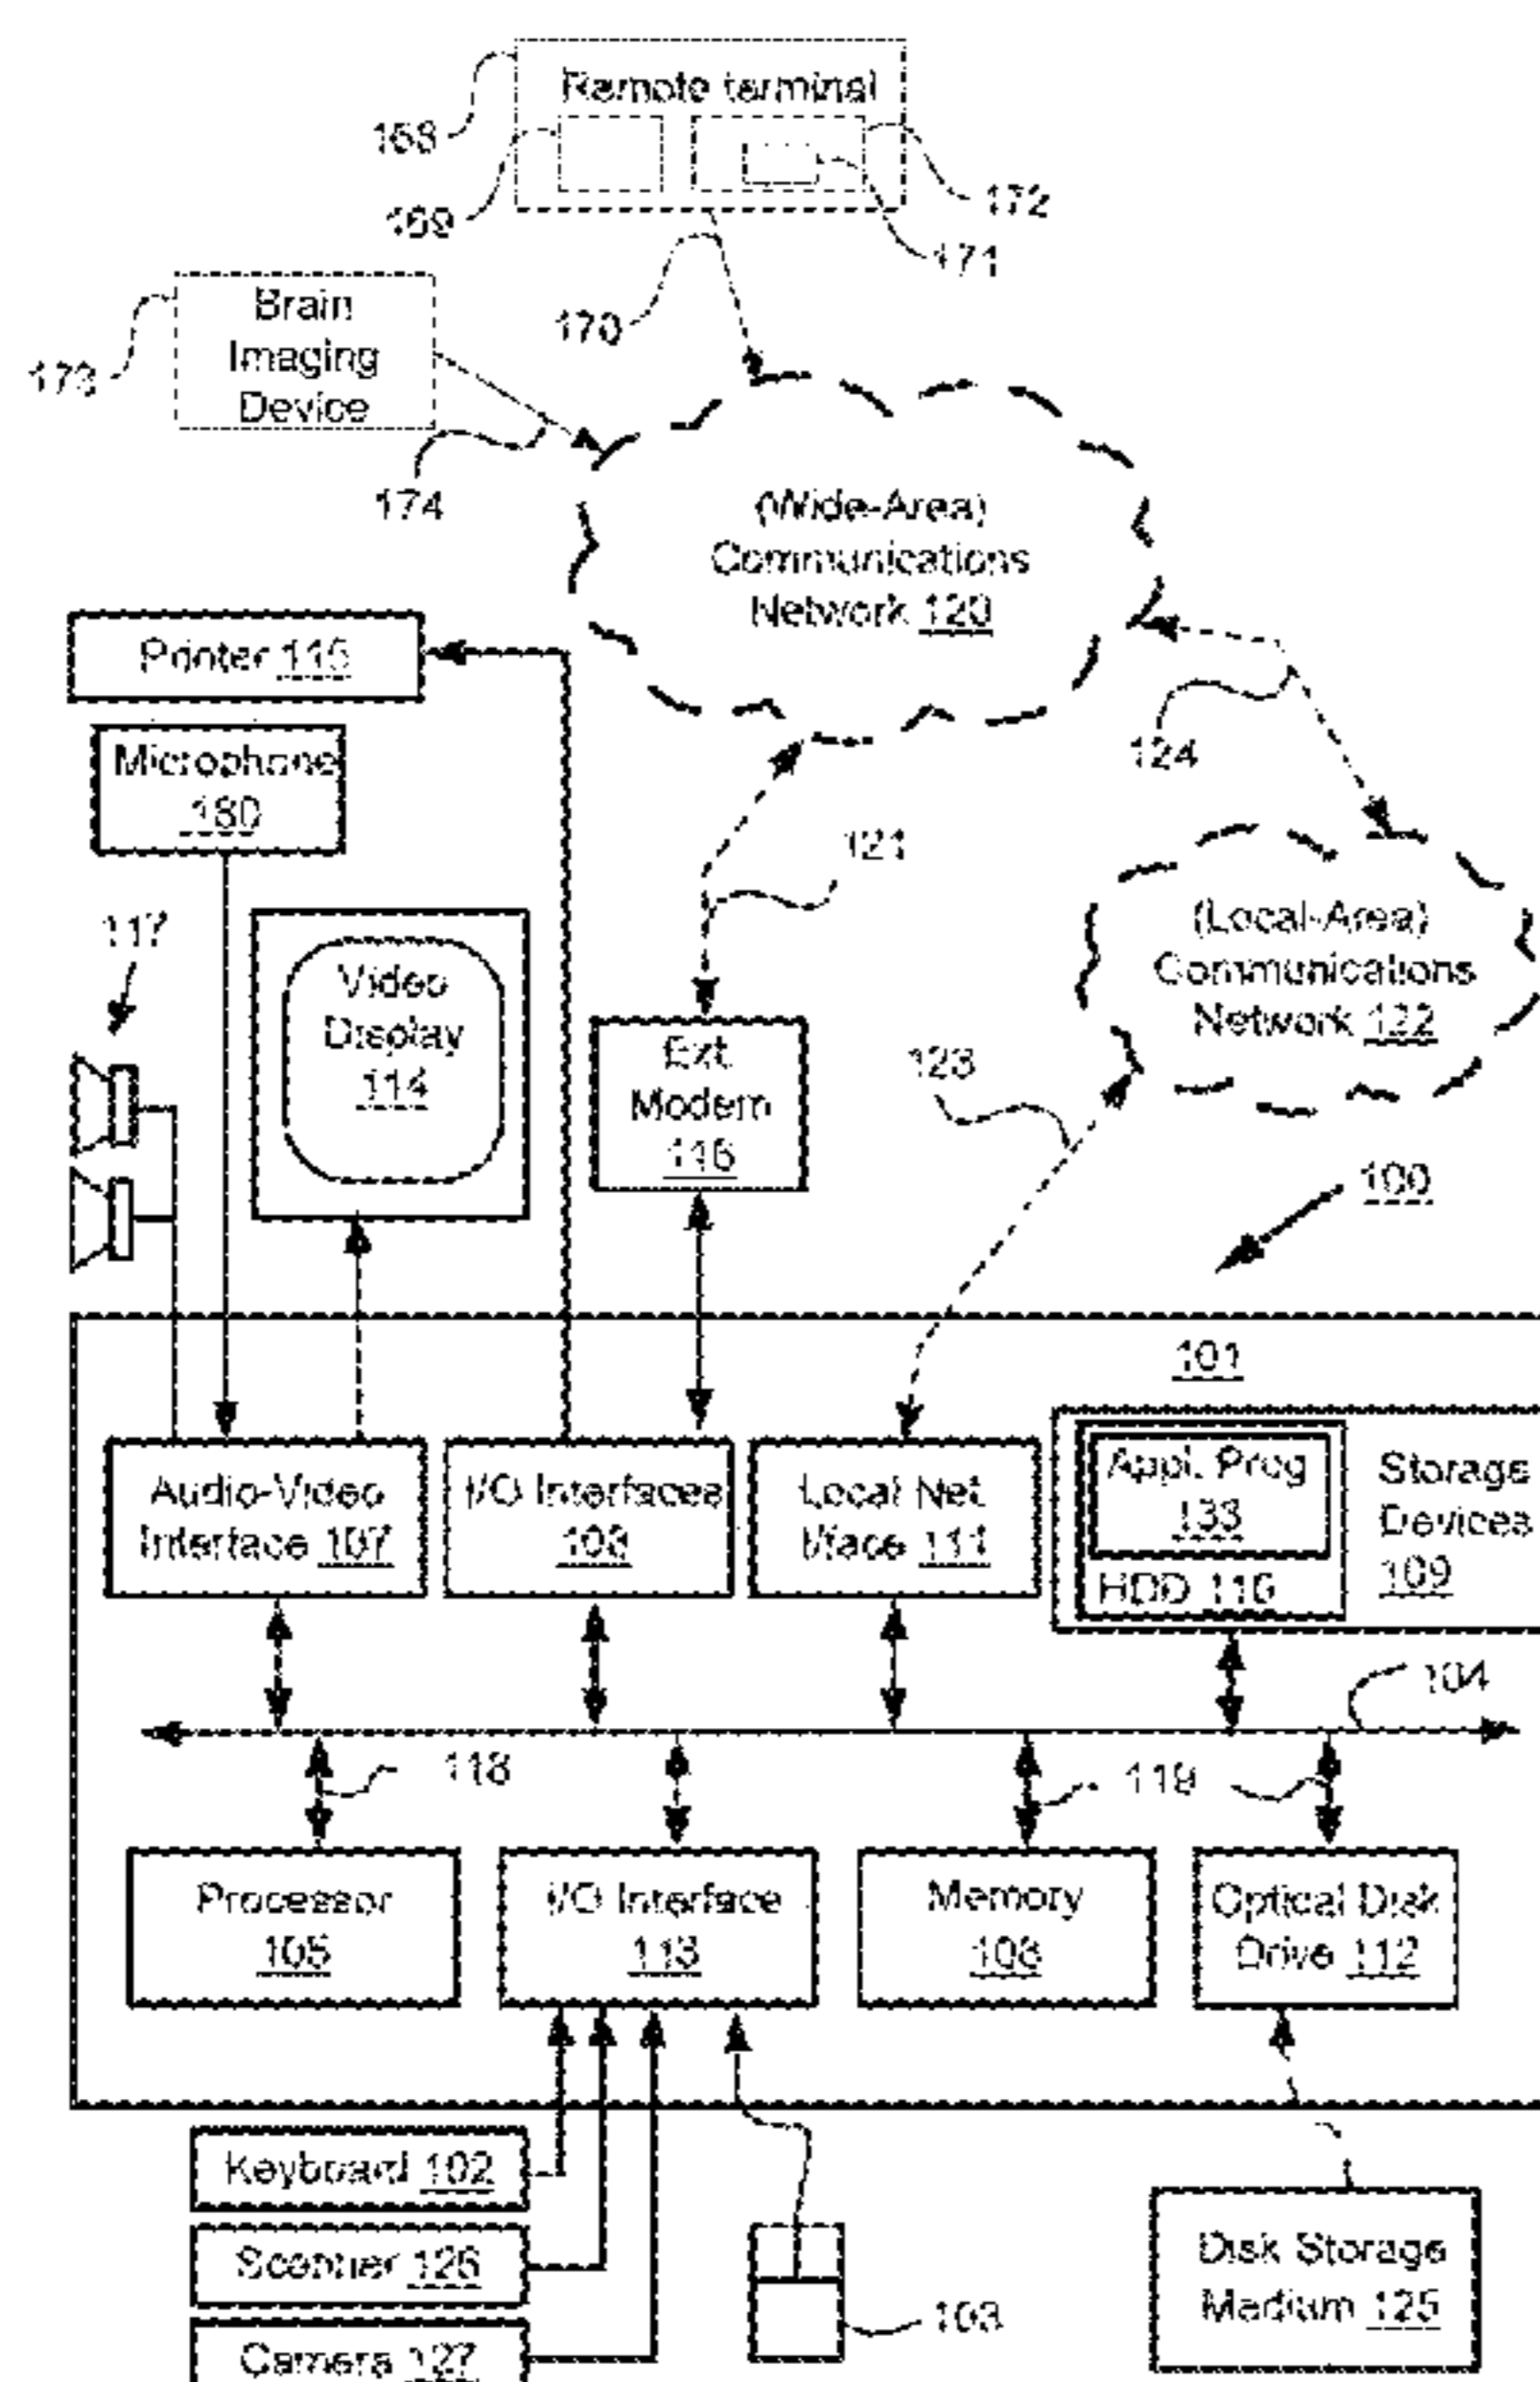 Remote terminal
168
169
172
171
170
Brain
Imaging
Device
173
174
(Wide-Area)
Communications
Network 120
Printer 115
Microphone
180
124
121
117
Video
Display
114
(Local-Area)
Communications
Network 122
Ext.
Modem
116
123
100
101
Audio-Video
Interface 107
I/O Interfaces
108
Local Net.
I/face 111
Appl. Prog
133
HDD 110
Storage
Devices
109
104
118
119
Processor
105
I/O Interface
113
Memory
106
Optical Disk
Drive 112
Keyboard 102
Scanner 126
Camera 127
103
Disk Storage
Medium 125